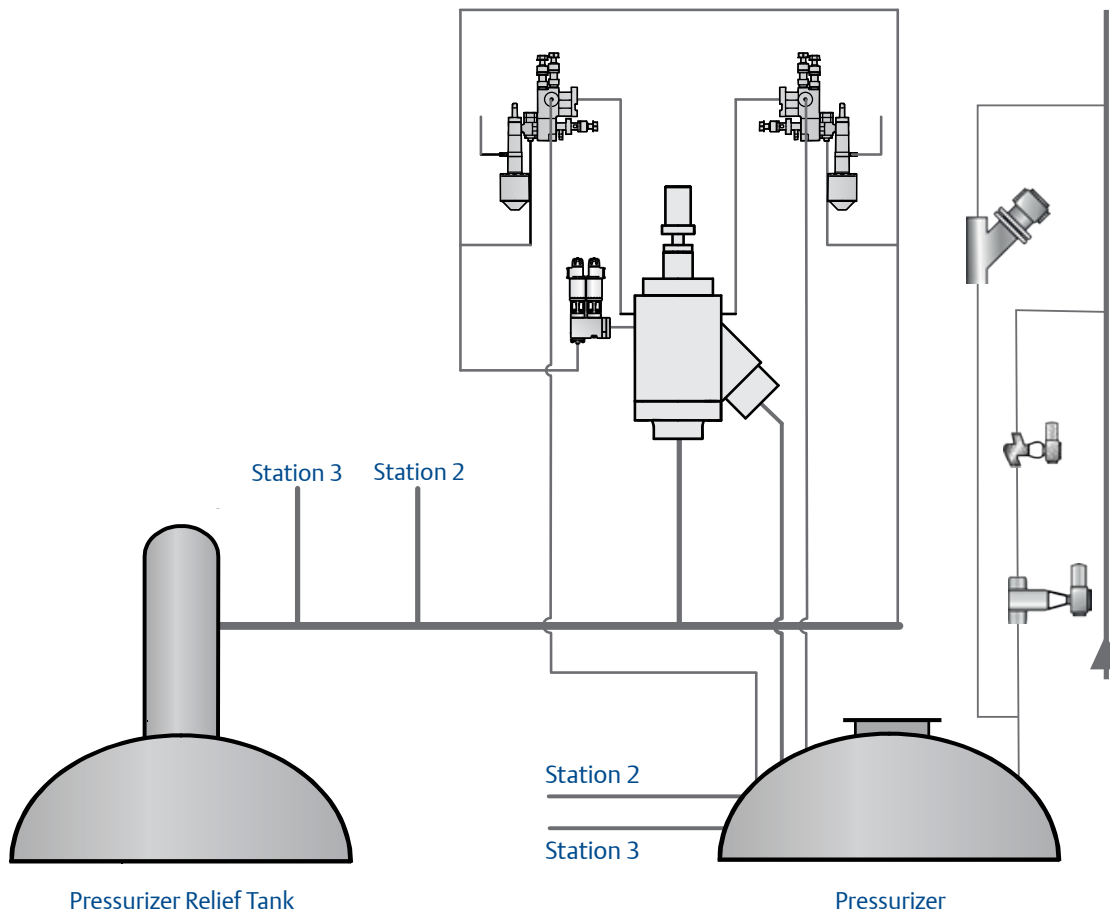 Station 3
Station 2
Station 2
Station 3
Pressurizer Relief Tank
Pressurizer